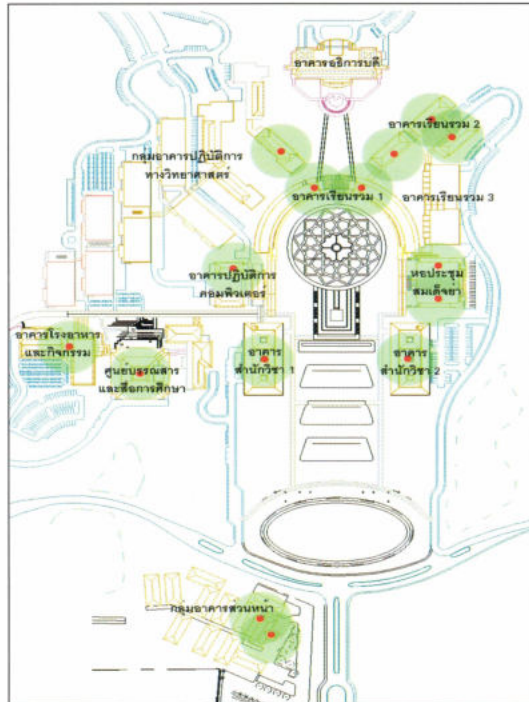 อาคารอธิการบดี
อาคารเรียนรวม 2
กลุ่มอาคารปฏิบัติการ
ทางวิทยาศาสตร์
อาคารเรียนรวม 1
อาคารเรียนรวม 3
อาคารปฏิบัติการ
คอมพิวเตอร์
หอประชุม
สมเด็จย่า
อาคารโรงอาหาร
และกิจกรรม
ศูนย์บรรณสาร
และสื่อการศึกษา
อาคาร
สำนักวิชา 1
อาคาร
สำนักวิชา 2
กลุ่มอาคารส่วนหน้า